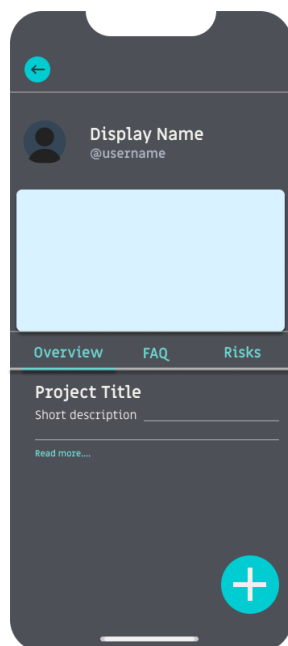 Display Name
@username
Overview FAQ Risks
Project Title
Short description
Read more....